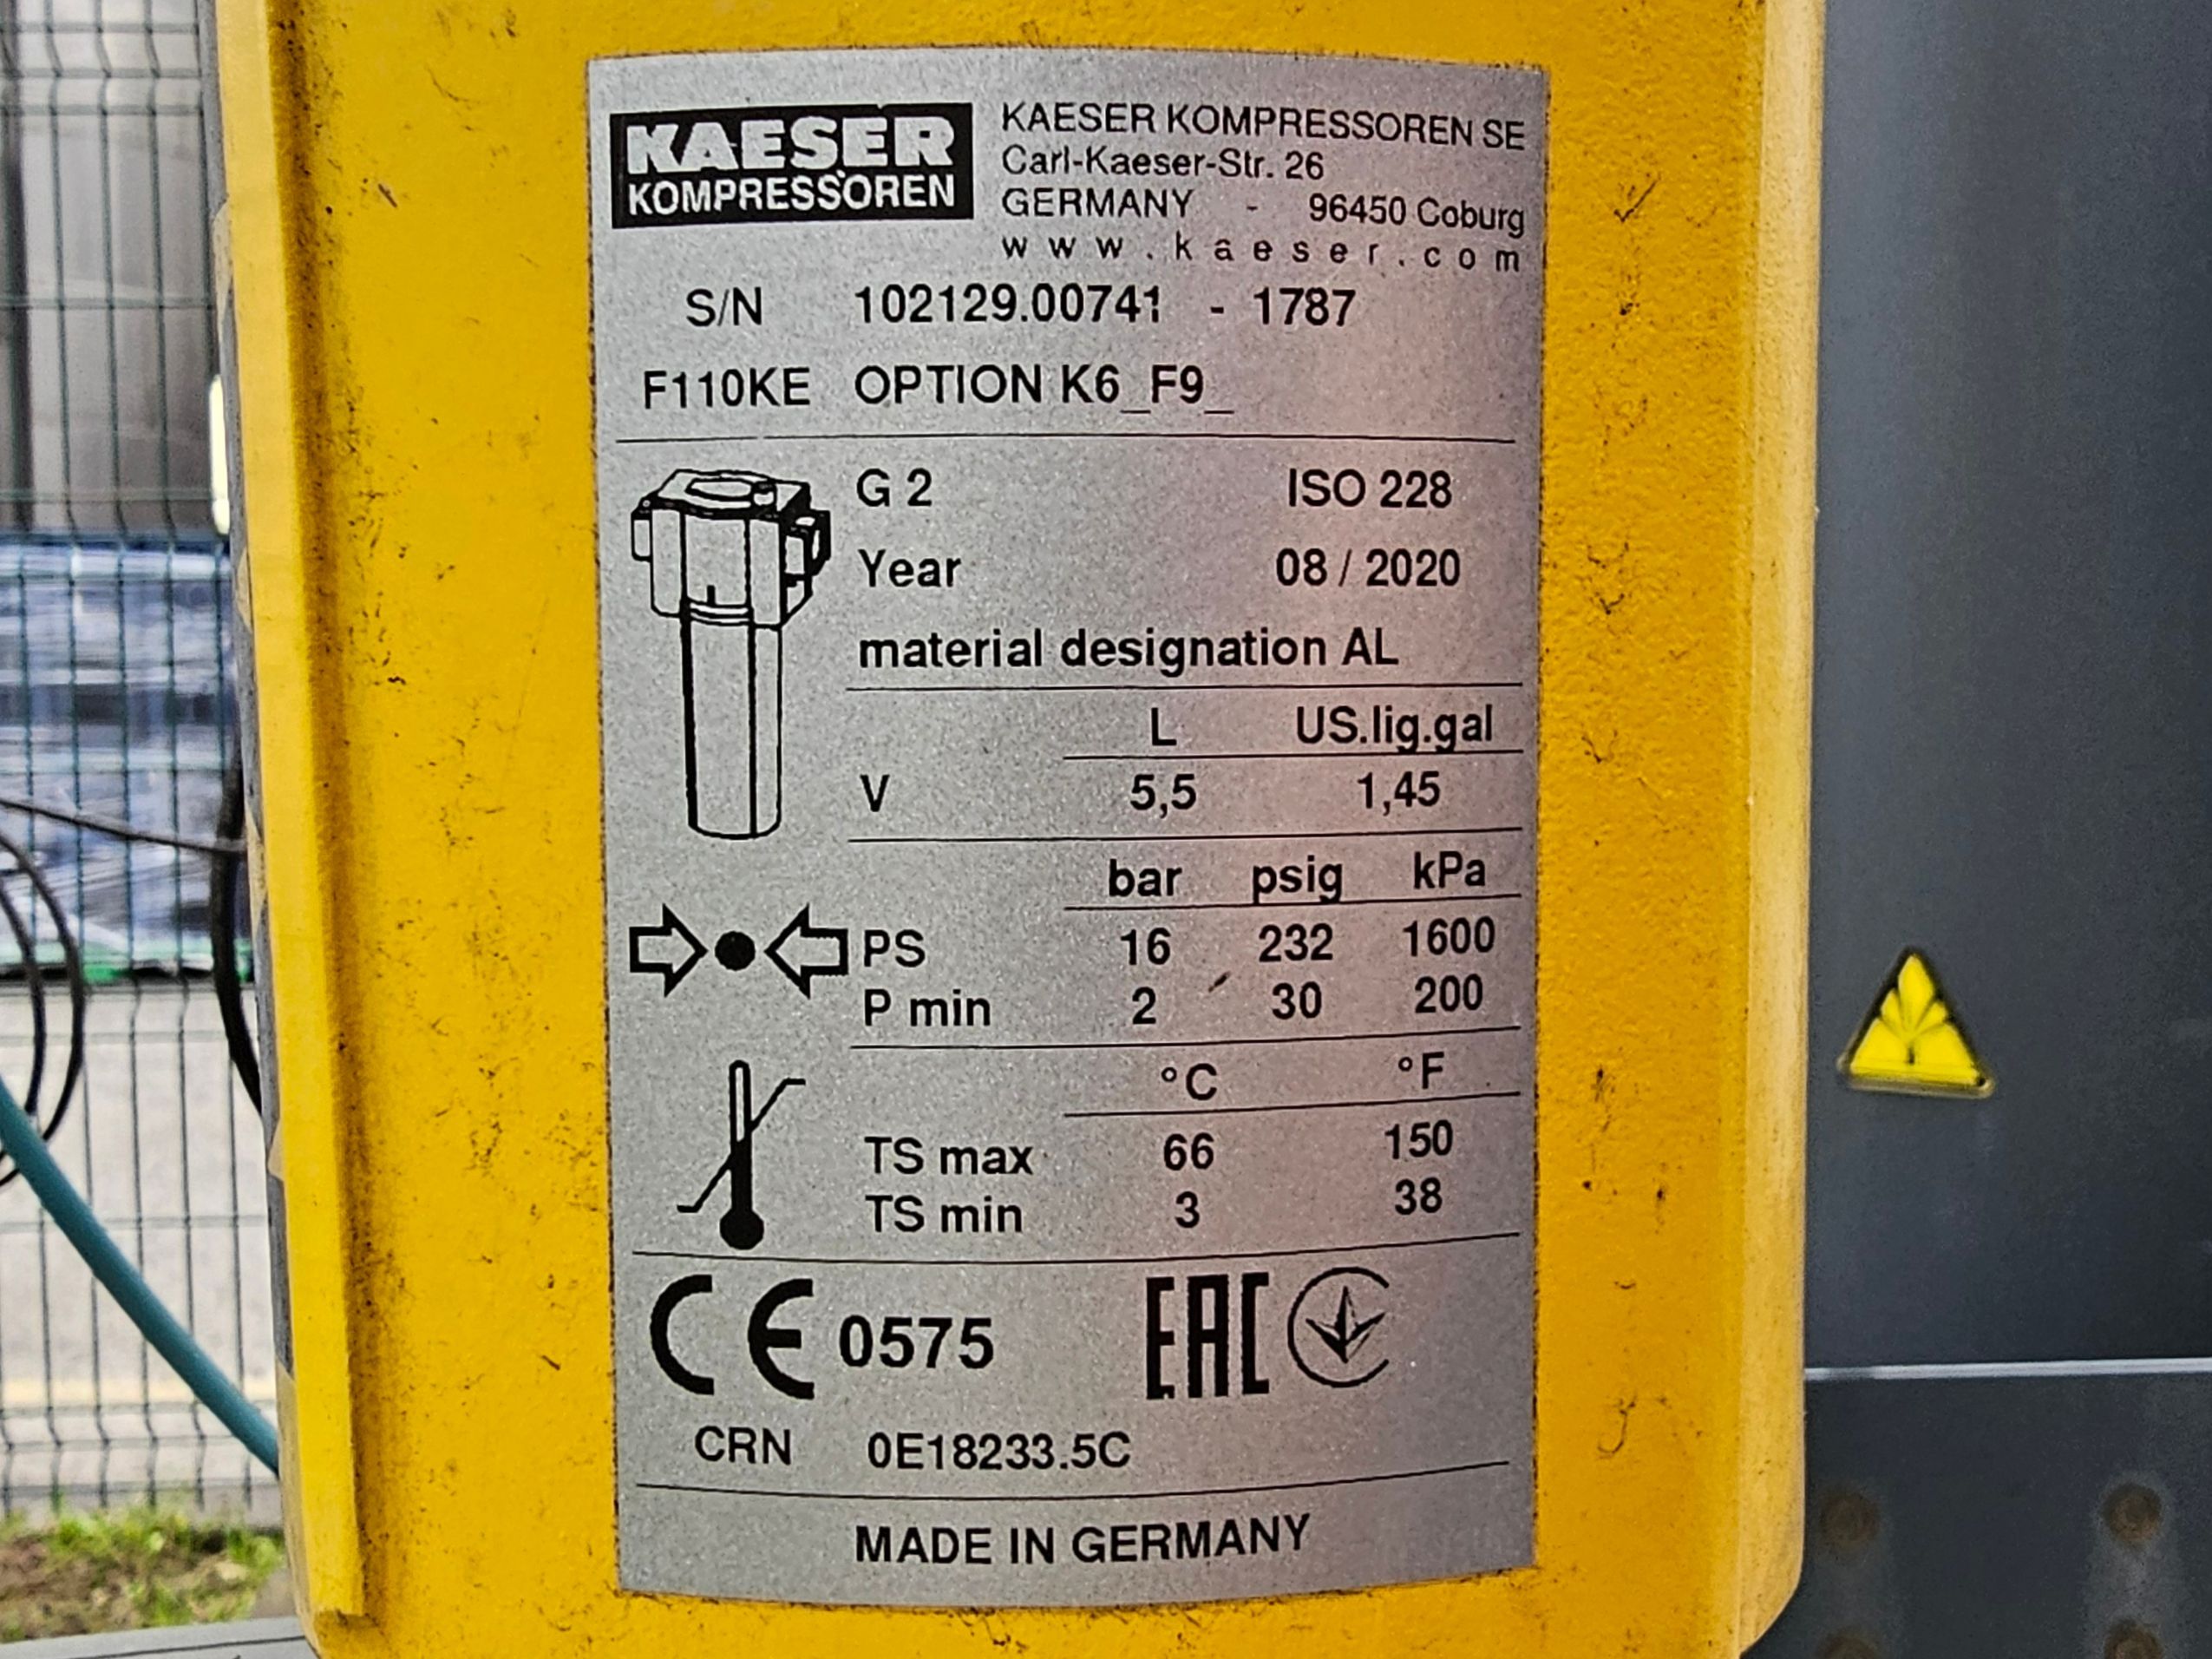 KAESER
KOMPRESSOREN
KAESER KOMPRESSOREN SE
Carl-Kaeser-Str. 26
GERMANY - 96450 Coburg
www.kaeser.com
S/N 102129.00741 - 1787
F110KE OPTION K6_F9_
G 2 ISO 228
Year 08 / 2020
material designation AL
L US.lig.gal
V 5,5 1,45
bar psig kPa
PS 16 232 1600
P min 2 30 200
°C °F
TS max 66 150
TS min 3 38
CE 0575 EAC
CRN 0E18233.5C
MADE IN GERMANY